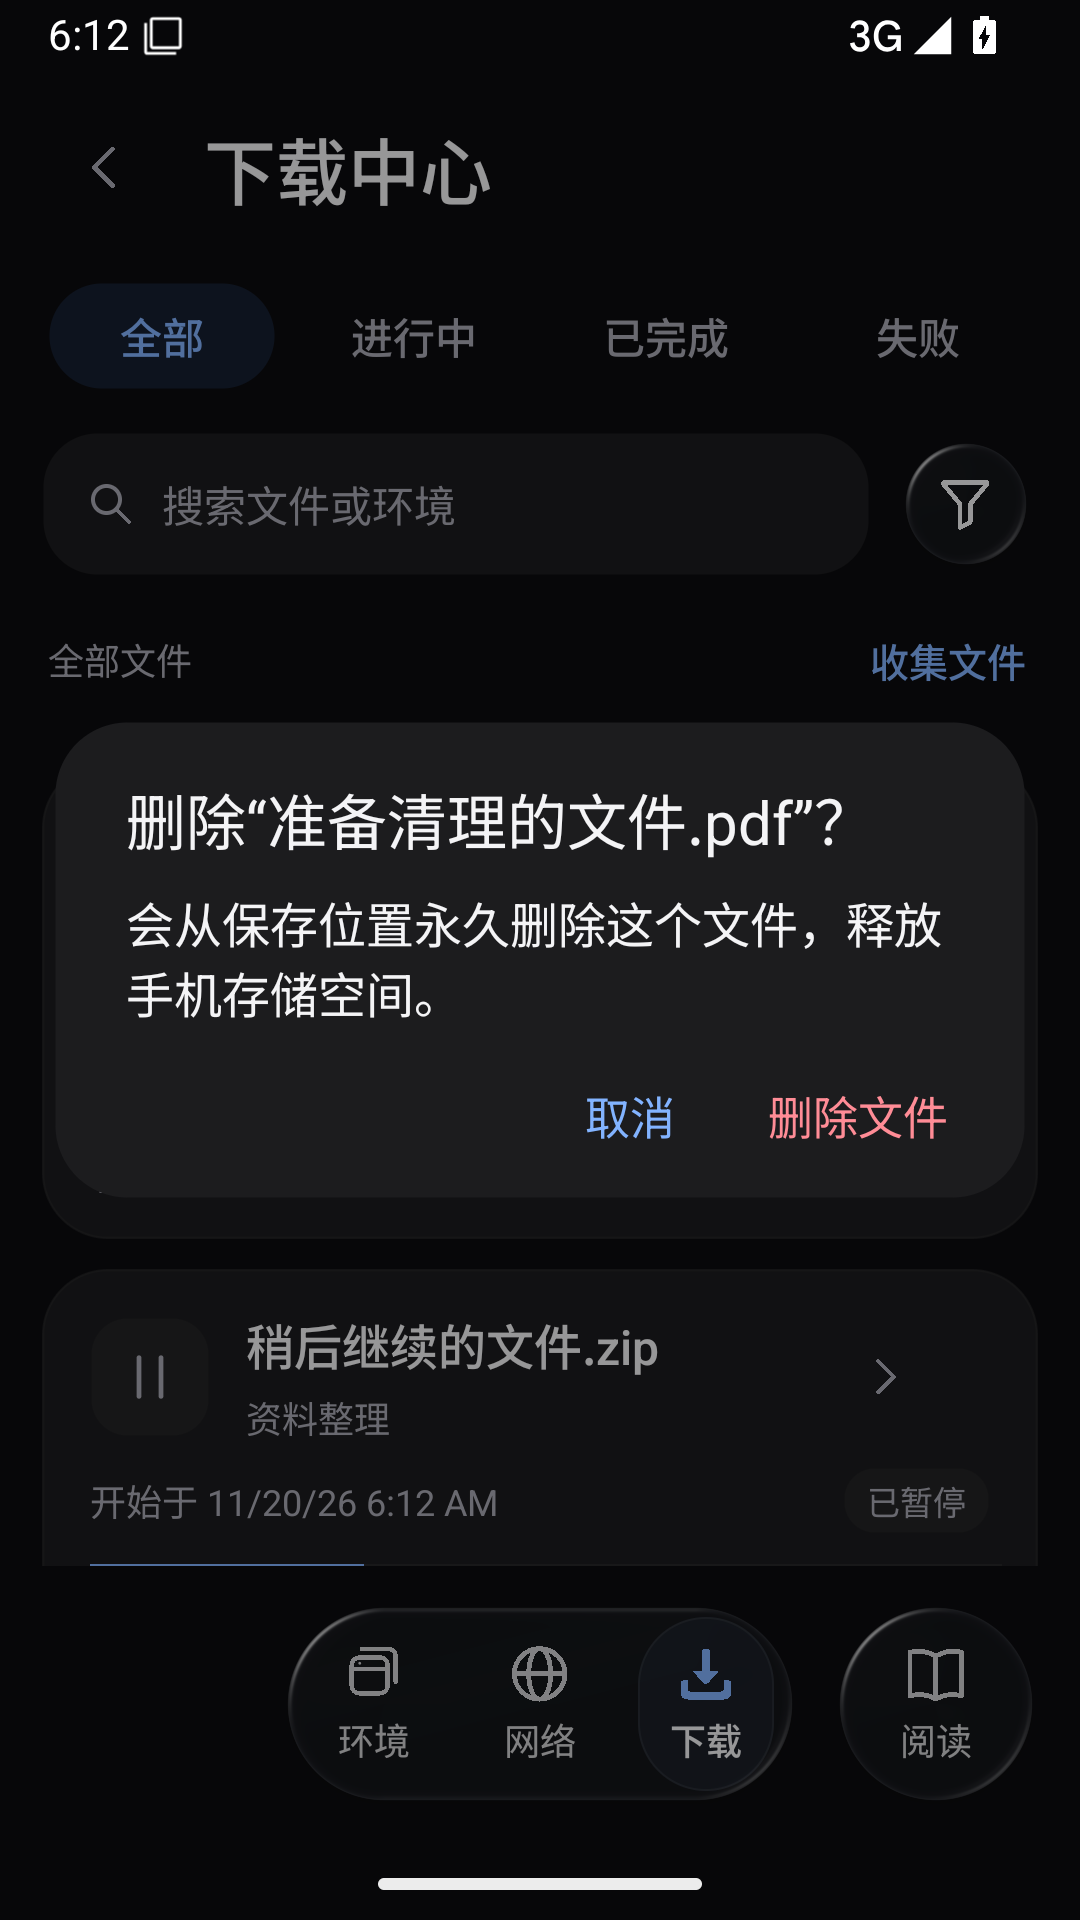 6:12
3G
下载中心
全部
进行中
已完成
失败
搜索文件或环境
全部文件
收集文件
删除“准备清理的文件.pdf”？
会从保存位置永久删除这个文件，释放
手机存储空间。
取消
删除文件
稍后继续的文件.zip
资料整理
开始于 11/20/26 6:12 AM
已暂停
环境
网络
下载
阅读